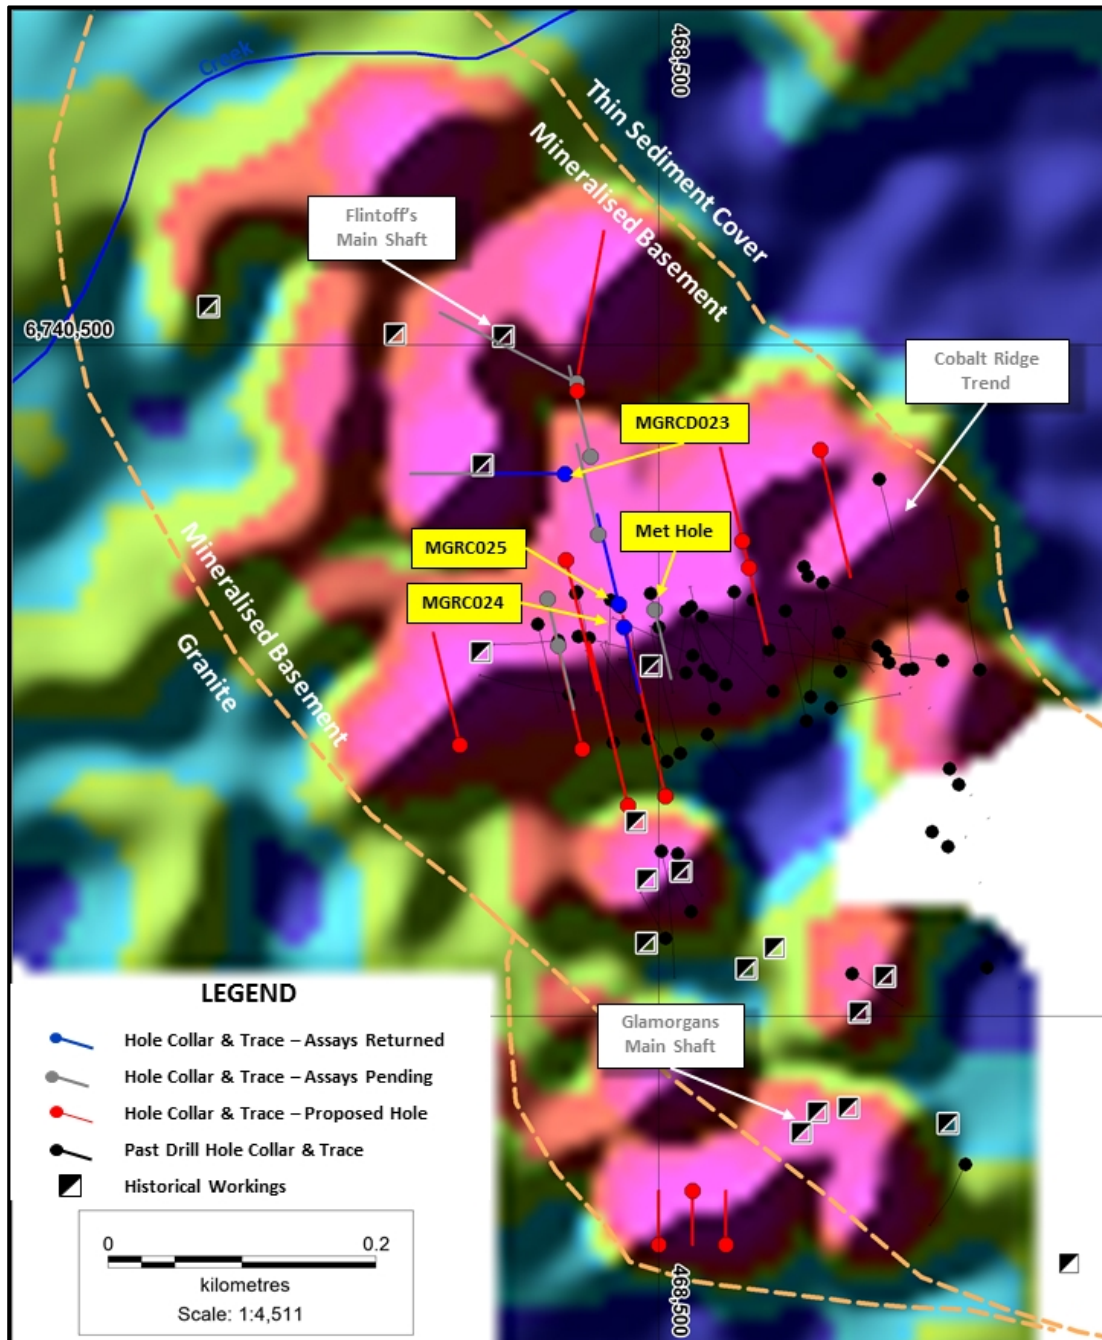 Creek
468,500
Thin Sediment Cover
Mineralised Basement
Flintoff's
Main Shaft
6,740,500
Cobalt Ridge
Trend
MGRCD023
Met Hole
MGRC025
MGRC024
Mineralised Basement
Granite
LEGEND
Hole Collar & Trace – Assays Returned
Hole Collar & Trace – Assays Pending
Hole Collar & Trace – Proposed Hole
Past Drill Hole Collar & Trace
Historical Workings
0 0.2
kilometres
Scale: 1:4,511
Glamorgans
Main Shaft
468,500